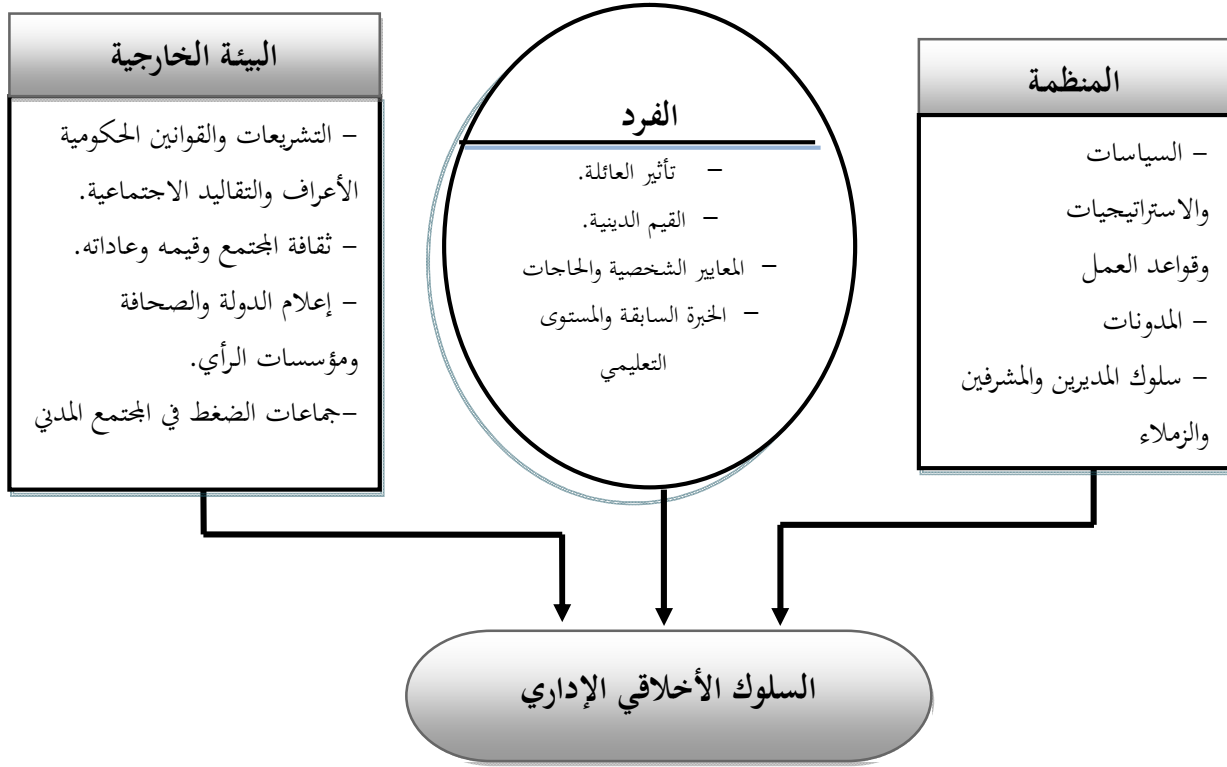 المنظمة
– السياسات
والاستراتيجيات
وقواعد العمل
– المدونات
– سلوك المديرين والمشرفين
والزملاء
الفرد
– تأثير العائلة.
– القيم الدينية.
– المعايير الشخصية والحاجات
– الخبرة السابقة والمستوى
التعليمي
البيئة الخارجية
– التشريعات والقوانين الحكومية
الأعراف والتقاليد الاجتماعية.
– ثقافة المجتمع وقيمه وعاداته.
– إعلام الدولة والصحافة
ومؤسسات الرأي.
–جماعات الضغط في المجتمع المدني
السلوك الأخلاقي الإداري